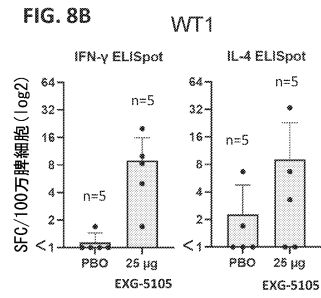 FIG. 8B
WT1
IFN-γ ELISpot
IL-4 ELISpot
SFC/100万脾細胞(log2)
64
32
16
8
4
2
1
<
n=5
n=5
PBO
25 µg
EXG-5105
64
32
16
8
4
2
1
<
n=5
n=5
PBO
25 µg
EXG-5105